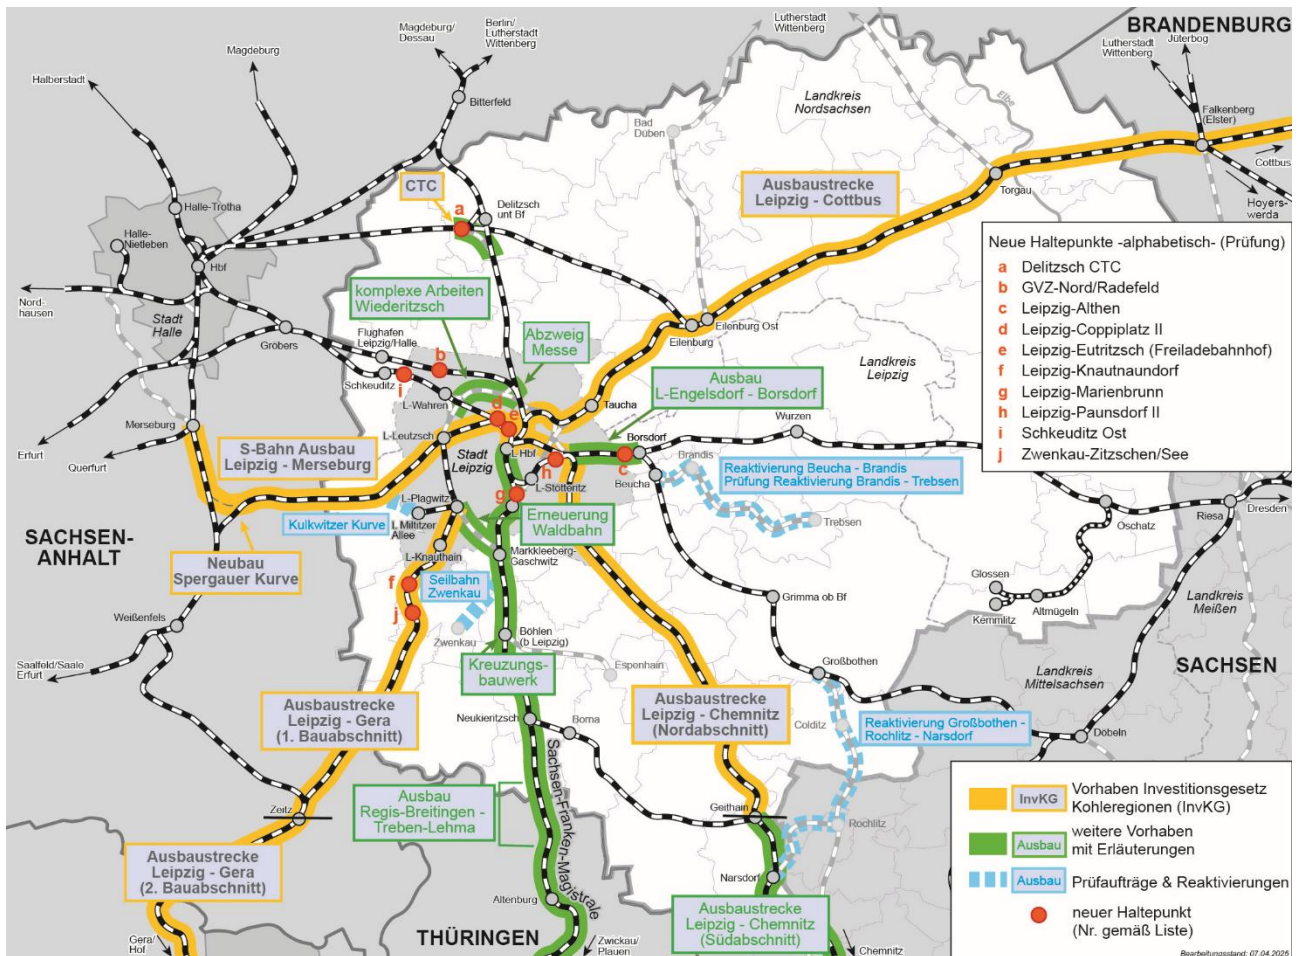 Magdeburg/
Dessau
Berlin/
Lutherstadt
Wittenberg
Magdeburg
Halberstadt
Bitterfeld
Lutherstadt
Wittenberg
BRANDENBURG
Lutherstadt
Wittenberg
Jüterbog
Landkreis
Nordsachsen
Elbe
Falkenberg
(Elster)
Cottbus
Hoyers-
werda
Bad
Düben
Torgau
CTC
a
Delitzsch
unt Bf
Ausbaustrecke
Leipzig - Cottbus
Halle-Trotha
Halle-
Nietleben
Hbf
Nord-
hausen
Stadt
Halle
Gröbers
komplexe Arbeiten
Wiederitzsch
Flughafen
Leipzig/Halle
b
Schkeuditz
i
L-Wahren
Abzweig
Messe
Eilenburg Ost
Eilenburg
Landkreis
Leipzig
Ausbau
L-Engelsdorf - Borsdorf
Taucha
Wurzen
Neue Haltepunkte -alphabetisch- (Prüfung)
a Delitzsch CTC
b GVZ-Nord/Radefeld
c Leipzig-Althen
d Leipzig-Coppiplatz II
e Leipzig-Eutritzsch (Freiladebahnhof)
f Leipzig-Knautnaundorf
g Leipzig-Marienbrunn
h Leipzig-Paunsdorf II
i Schkeuditz Ost
j Zwenkau-Zitzschen/See
Merseburg
Erfurt
Querfurt
S-Bahn Ausbau
Leipzig - Merseburg
L-Leutzsch
d
e
Stadt
Leipzig
L Hbf
h
L-Stötteritz
c
Borsdorf
Beucha
Brandis
Reaktivierung Beucha - Brandis
Prüfung Reaktivierung Brandis - Trebsen
Trebsen
Kulkwitzer Kurve
L-Plagwitz
L Miltitzer
Allee
g
Erneuerung
Waldbahn
L-Knauthain
Markkleeberg-
Gaschwitz
Oschatz
Riesa
Dresden
SACHSEN-
ANHALT
Neubau
Spergauer Kurve
f
j
Seilbahn
Zwenkau
Zwenkau
Grimma ob Bf
Glossen
Kemmlitz
Altmügeln
Landkreis
Meißen
Weißenfels
Saalfeld/Saale
Erfurt
Böhlen
(b Leipzig)
Kreuzungs-
bauwerk
Espenhain
Großbothen
Landkreis
Mittelsachsen
SACHSEN
Ausbaustrecke
Leipzig - Gera
(1. Bauabschnitt)
Neukieritzsch
Borna
Ausbaustrecke
Leipzig - Chemnitz
(Nordabschnitt)
Colditz
Reaktivierung Großbothen -
Rochlitz - Narsdorf
Döbeln
Sachsen-Franken-Magistrale
Zeitz
Ausbau
Regis-Breitingen -
Treben-Lehma
Geithain
Rochlitz
Ausbaustrecke
Leipzig - Gera
(2. Bauabschnitt)
Narsdorf
Altenburg
Ausbaustrecke
Leipzig - Chemnitz
(Südabschnitt)
Gera/
Hof
THÜRINGEN
Zwickau/
Plauen
Chemnitz
InvKG
Vorhaben Investitionsgesetz
Kohleregionen (InvKG)
Ausbau
weitere Vorhaben
mit Erläuterungen
Ausbau
Prüfaufträge & Reaktivierungen
neuer Haltepunkt
(Nr. gemäß Liste)
Bearbeitungsstand: 07.04.2025